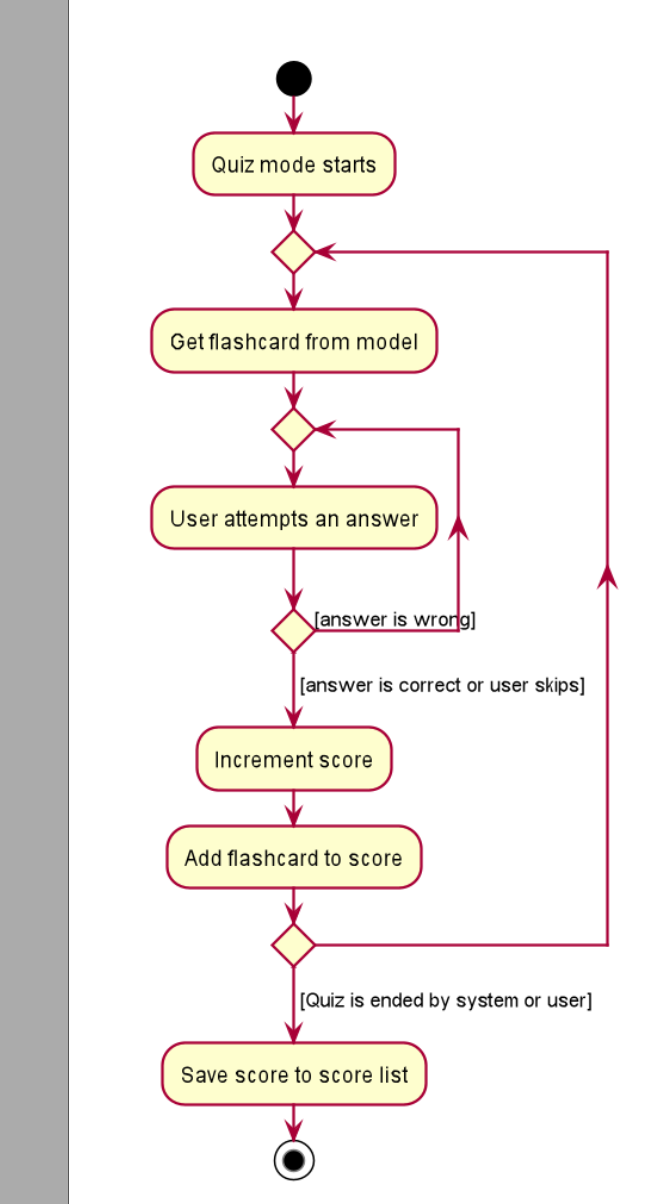 Quiz mode starts
Get flashcard from model
User attempts an answer
[answer is wrong]
[answer is correct or user skips]
Increment score
Add flashcard to score
[Quiz is ended by system or user]
Save score to score list